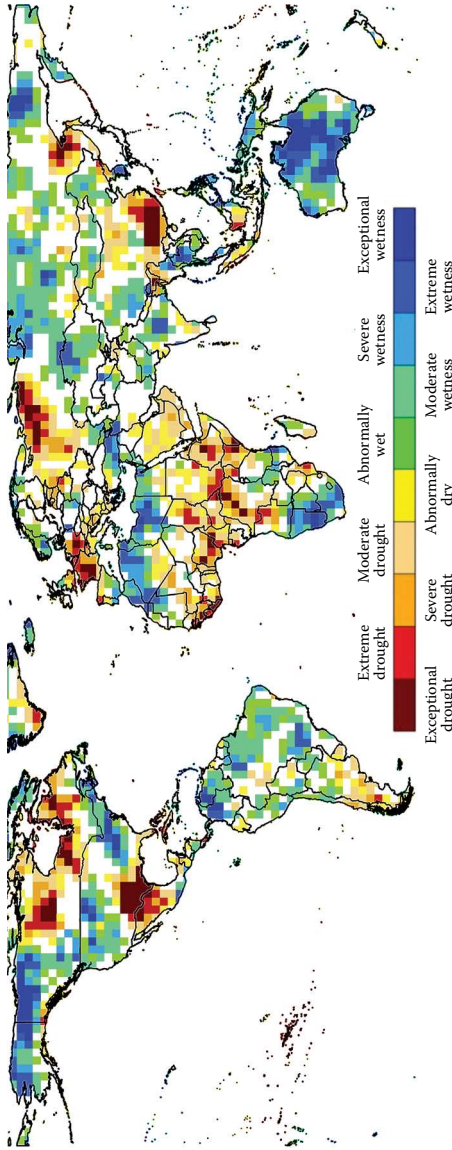 Extreme
drought
Moderate
drought
Abnormally
wet
Severe
wetness
Exceptional
wetness
Exceptional
drought
Severe
drought
Abnormally
dry
Moderate
wetness
Extreme
wetness